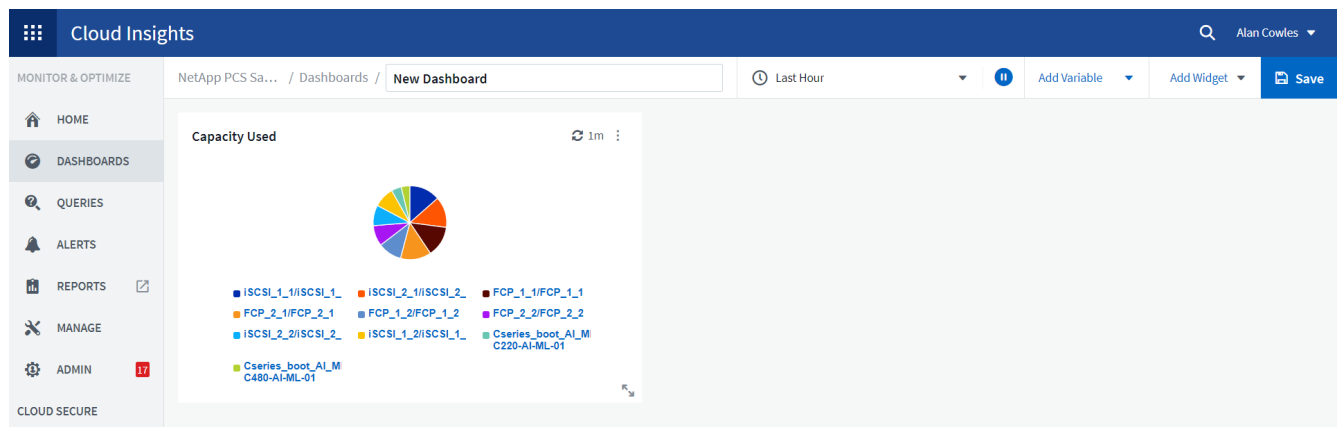 Cloud Insights
Alan Cowles
MONITOR & OPTIMIZE
NetApp PCS Sa... / Dashboards / New Dashboard
Last Hour
Add Variable
Add Widget
Save
HOME
DASHBOARDS
QUERIES
ALERTS
REPORTS
MANAGE
ADMIN 17
CLOUD SECURE
Capacity Used
1m
iSCSI_1_1/iSCSI_1_ iSCSI_2_1/iSCSI_2_ FCP_1_1/FCP_1_1
FCP_2_1/FCP_2_1 FCP_1_2/FCP_1_2 FCP_2_2/FCP_2_2
iSCSI_2_2/iSCSI_2_ iSCSI_1_2/iSCSI_1_ Cseries_boot_AI_M
C220-AI-ML-01
Cseries_boot_AI_M
C480-AI-ML-01